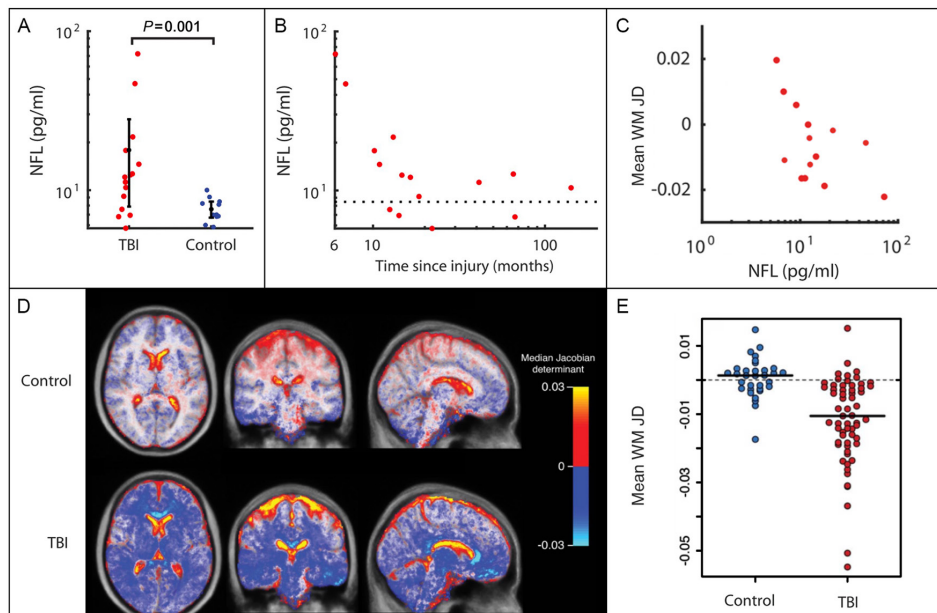 A
P=0.001
10²
10¹
NFL (pg/ml)
TBI
Control
B
10²
10¹
NFL (pg/ml)
6
10
100
Time since injury (months)
C
0.02
0
-0.02
Mean WM JD
10⁰
10¹
10²
NFL (pg/ml)
D
Control
TBI
Median Jacobian
determinant
0.03
0
-0.03
E
0.01
-0.01
-0.03
-0.05
Mean WM JD
Control
TBI